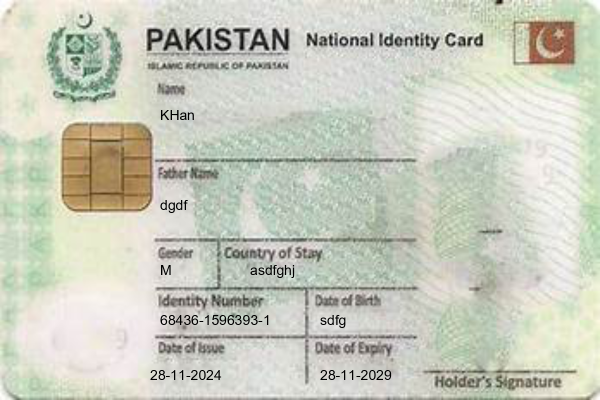 PAKISTAN National Identity Card
ISLAMIC REPUBLIC OF PAKISTAN
Name
KHan
Father Name
dgdf
Gender Country of Stay
M asdfghj
Identity Number Date of Birth
68436-1596393-1 sdfg
Date of Issue Date of Expiry
28-11-2024 28-11-2029
Holder's Signature